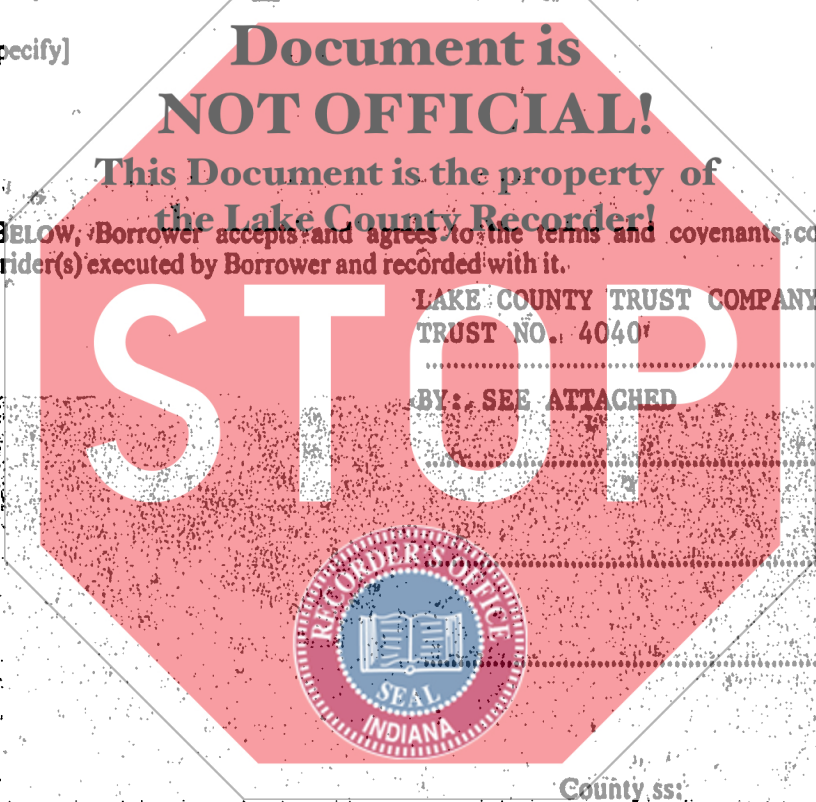 Document is
pecify]
NOT OFFICIAL!
This Document is the property of
the Lake County Recorder!
BELOW, Borrower accepts and agrees to the terms and covenants co
rider(s) executed by Borrower and recorded with it.
LAKE COUNTY TRUST COMPANY
TRUST NO. 4040
STOP
BY: SEE ATTACHED
RECORDER'S OFFICE
SEAL
INDIANA
County ss: